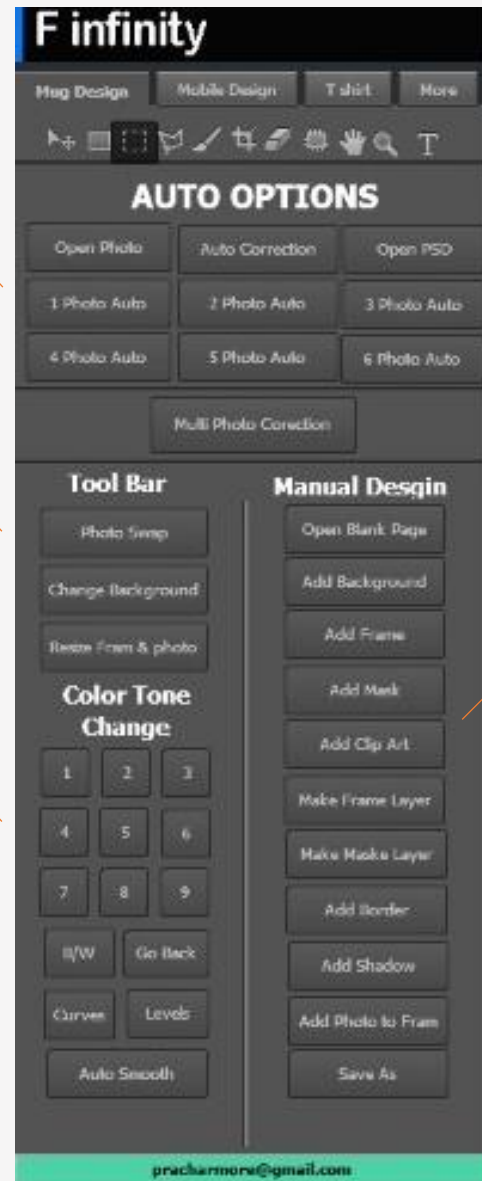 F infinity
Mug Design Mobile Design T shirt More
T
AUTO OPTIONS
Open Photo Auto Correction Open PSD
1 Photo Auto 2 Photo Auto 3 Photo Auto
4 Photo Auto 5 Photo Auto 6 Photo Auto
Multi Photo Corection
Tool Bar
Photo Swap
Change Background
Resize Fram & photo
Color Tone
Change
1 2 3
4 5 6
7 8 9
B/W Go Back
Curves Levels
Auto Smooth
Manual Desgin
Open Blank Page
Add Background
Add Frame
Add Mask
Add Clip Art
Make Frame Layer
Make Maske Layer
Add Border
Add Shadow
Add Photo to Fram
Save As
pracharmore@gmail.com